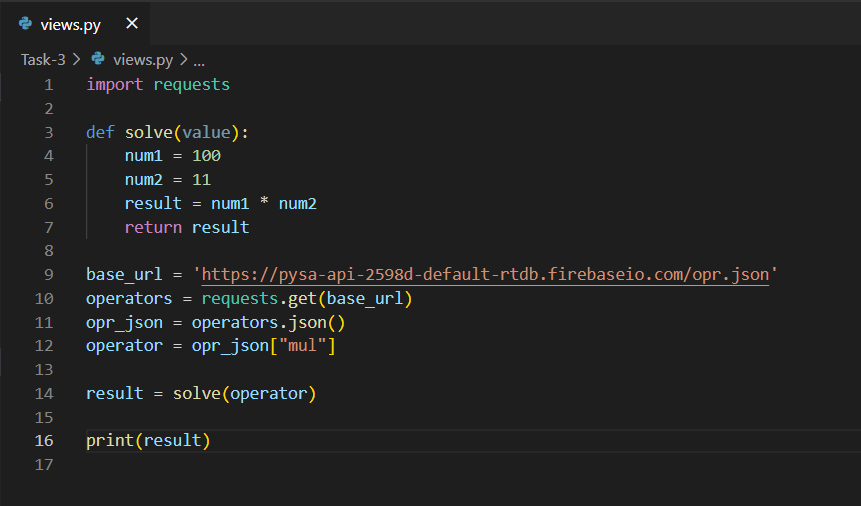 views.py ×
Task-3 > views.py > ...
1 import requests
2
3 def solve(value):
4     num1 = 100
5     num2 = 11
6     result = num1 * num2
7     return result
8
9 base_url = 'https://pysa-api-2598d-default-rtdb.firebaseio.com/opr.json'
10 operators = requests.get(base_url)
11 opr_json = operators.json()
12 operator = opr_json["mul"]
13
14 result = solve(operator)
15
16 print(result)
17